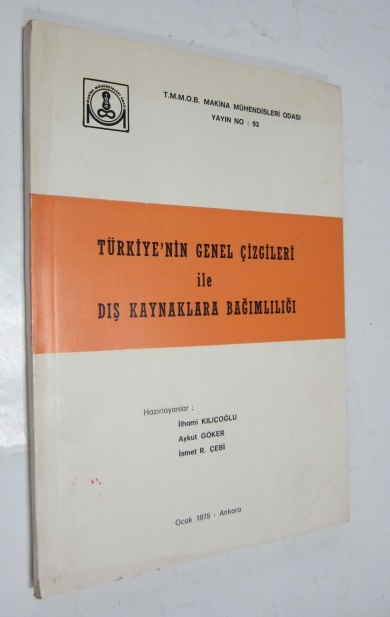 T.M.M.O.B. MAKİNA MÜHENDİSLERİ ODASI
YAYIN NO : 93
TÜRKİYE'NİN GENEL ÇİZGİLERİ
ile
DIŞ KAYNAKLARA BAĞIMLILIĞI
Hazırlayanlar :
İlhami KILIÇOĞLU
Aykut GÖKER
İsmet R. ÇEBİ
Ocak 1975 - Ankara